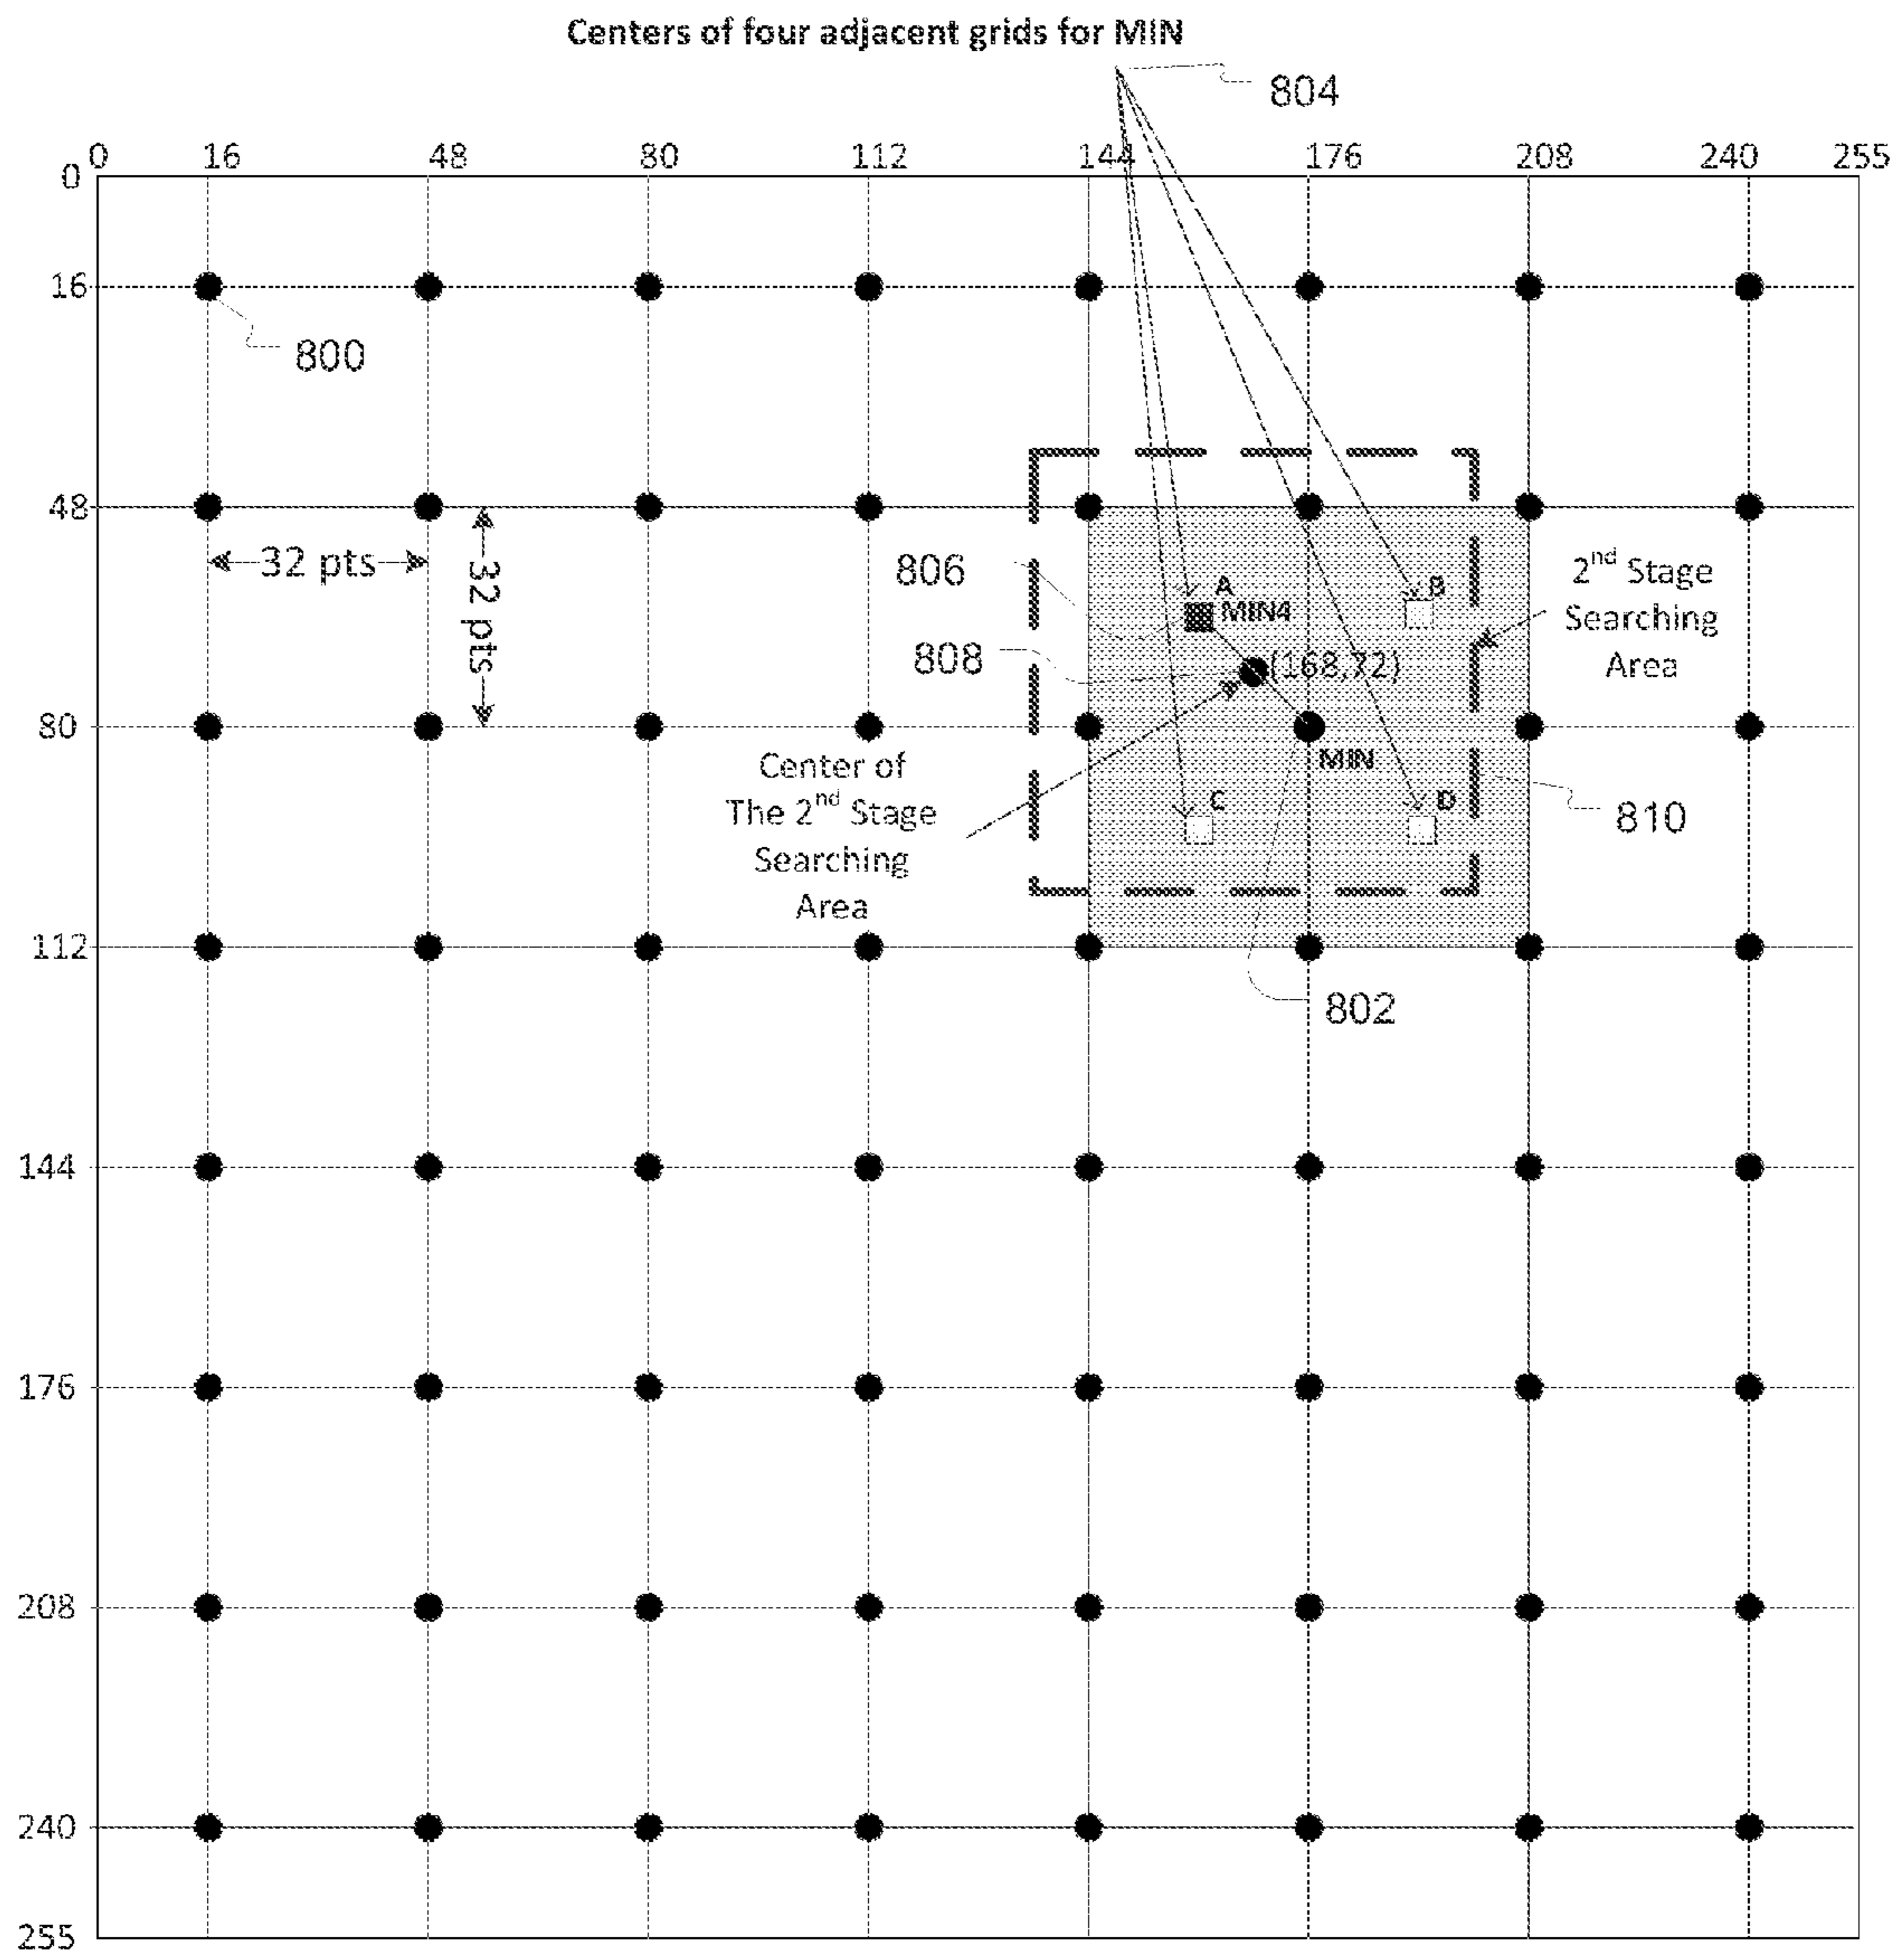 Centers of four adjacent grids for MIN
804
0 16 48 80 112 144 176 208 240 255
0
16
800
48
32 pts
32 pts
806
A
MIN4
B
2nd Stage
Searching
Area
808
(168,72)
80
MIN
Center of
The 2nd Stage
Searching
Area
C
D
810
112
802
144
176
208
240
255